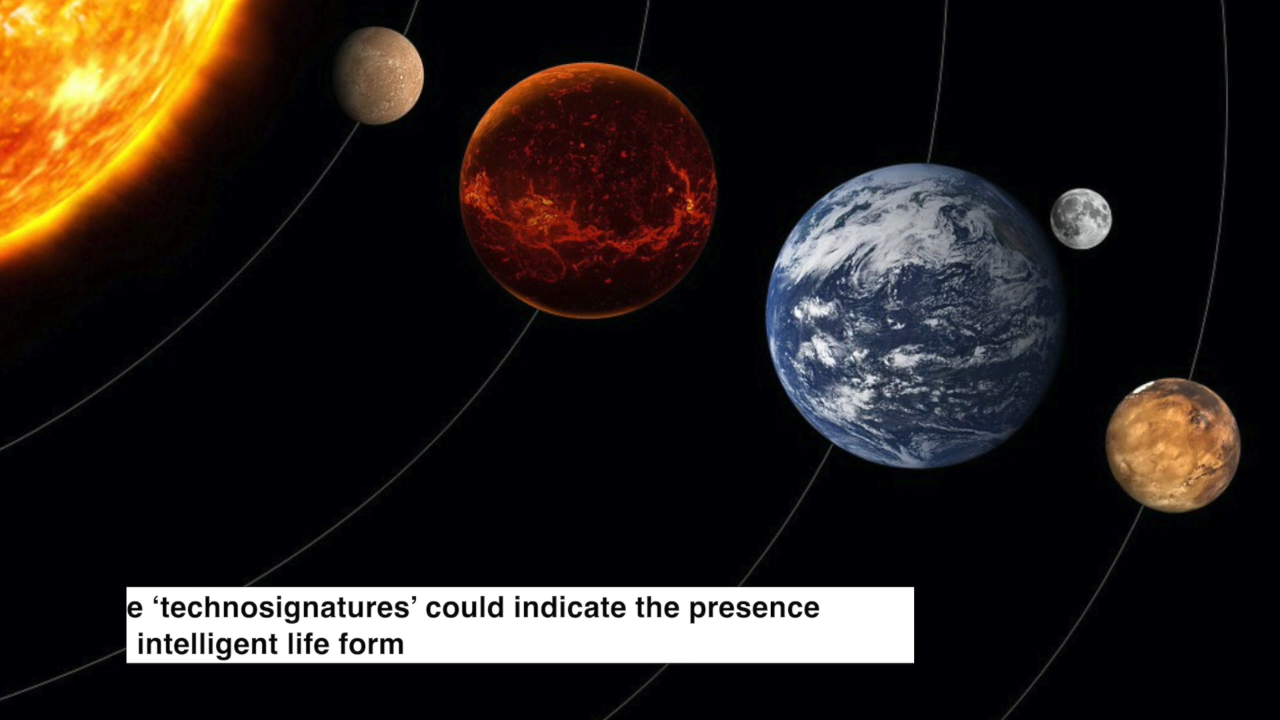 e ‘technosignatures’ could indicate the presence
intelligent life form